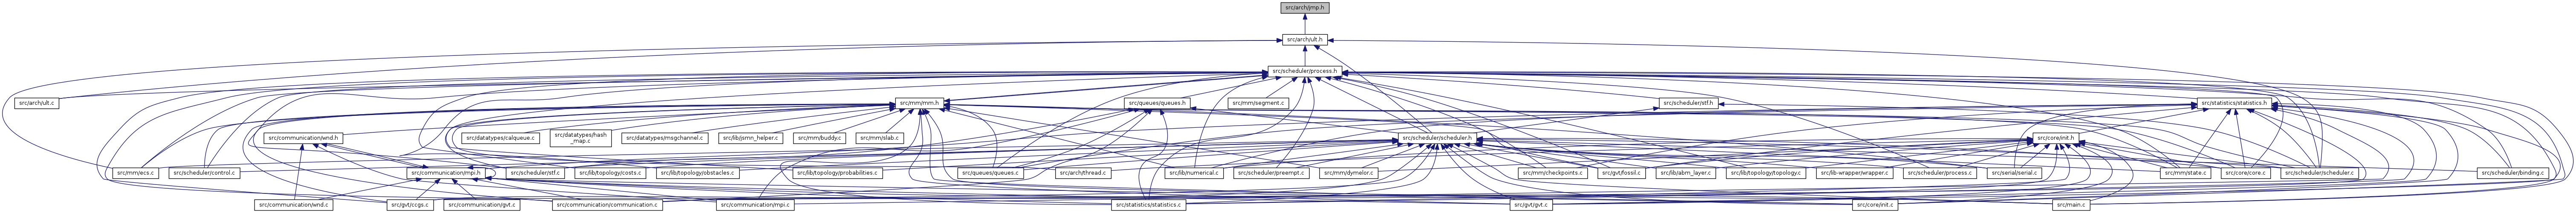 src/arch/jmp.h
src/arch/ult.h
src/scheduler/process.h
src/arch/ult.c
src/mm/mm.h
src/queues/queues.h
src/mm/segment.c
src/scheduler/stf.h
src/statistics/statistics.h
src/communication/wnd.h
src/datatypes/calqueue.c
src/datatypes/hash
_map.c
src/datatypes/msgchannel.c
src/lib/jsmn_helper.c
src/mm/buddy.c
src/mm/slab.c
src/scheduler/scheduler.h
src/core/init.h
src/mm/ecs.c
src/scheduler/control.c
src/communication/mpi.h
src/scheduler/stf.c
src/lib/topology/costs.c
src/lib/topology/obstacles.c
src/lib/topology/probabilities.c
src/queues/queues.c
src/arch/thread.c
src/lib/numerical.c
src/scheduler/preempt.c
src/mm/dymelor.c
src/mm/checkpoints.c
src/gvt/fossil.c
src/lib/abm_layer.c
src/lib/topology/topology.c
src/lib-wrapper/wrapper.c
src/scheduler/process.c
src/serial/serial.c
src/mm/state.c
src/core/core.c
src/scheduler/scheduler.c
src/scheduler/binding.c
src/communication/wnd.c
src/gvt/ccgs.c
src/communication/gvt.c
src/communication/communication.c
src/communication/mpi.c
src/statistics/statistics.c
src/gvt/gvt.c
src/core/init.c
src/main.c